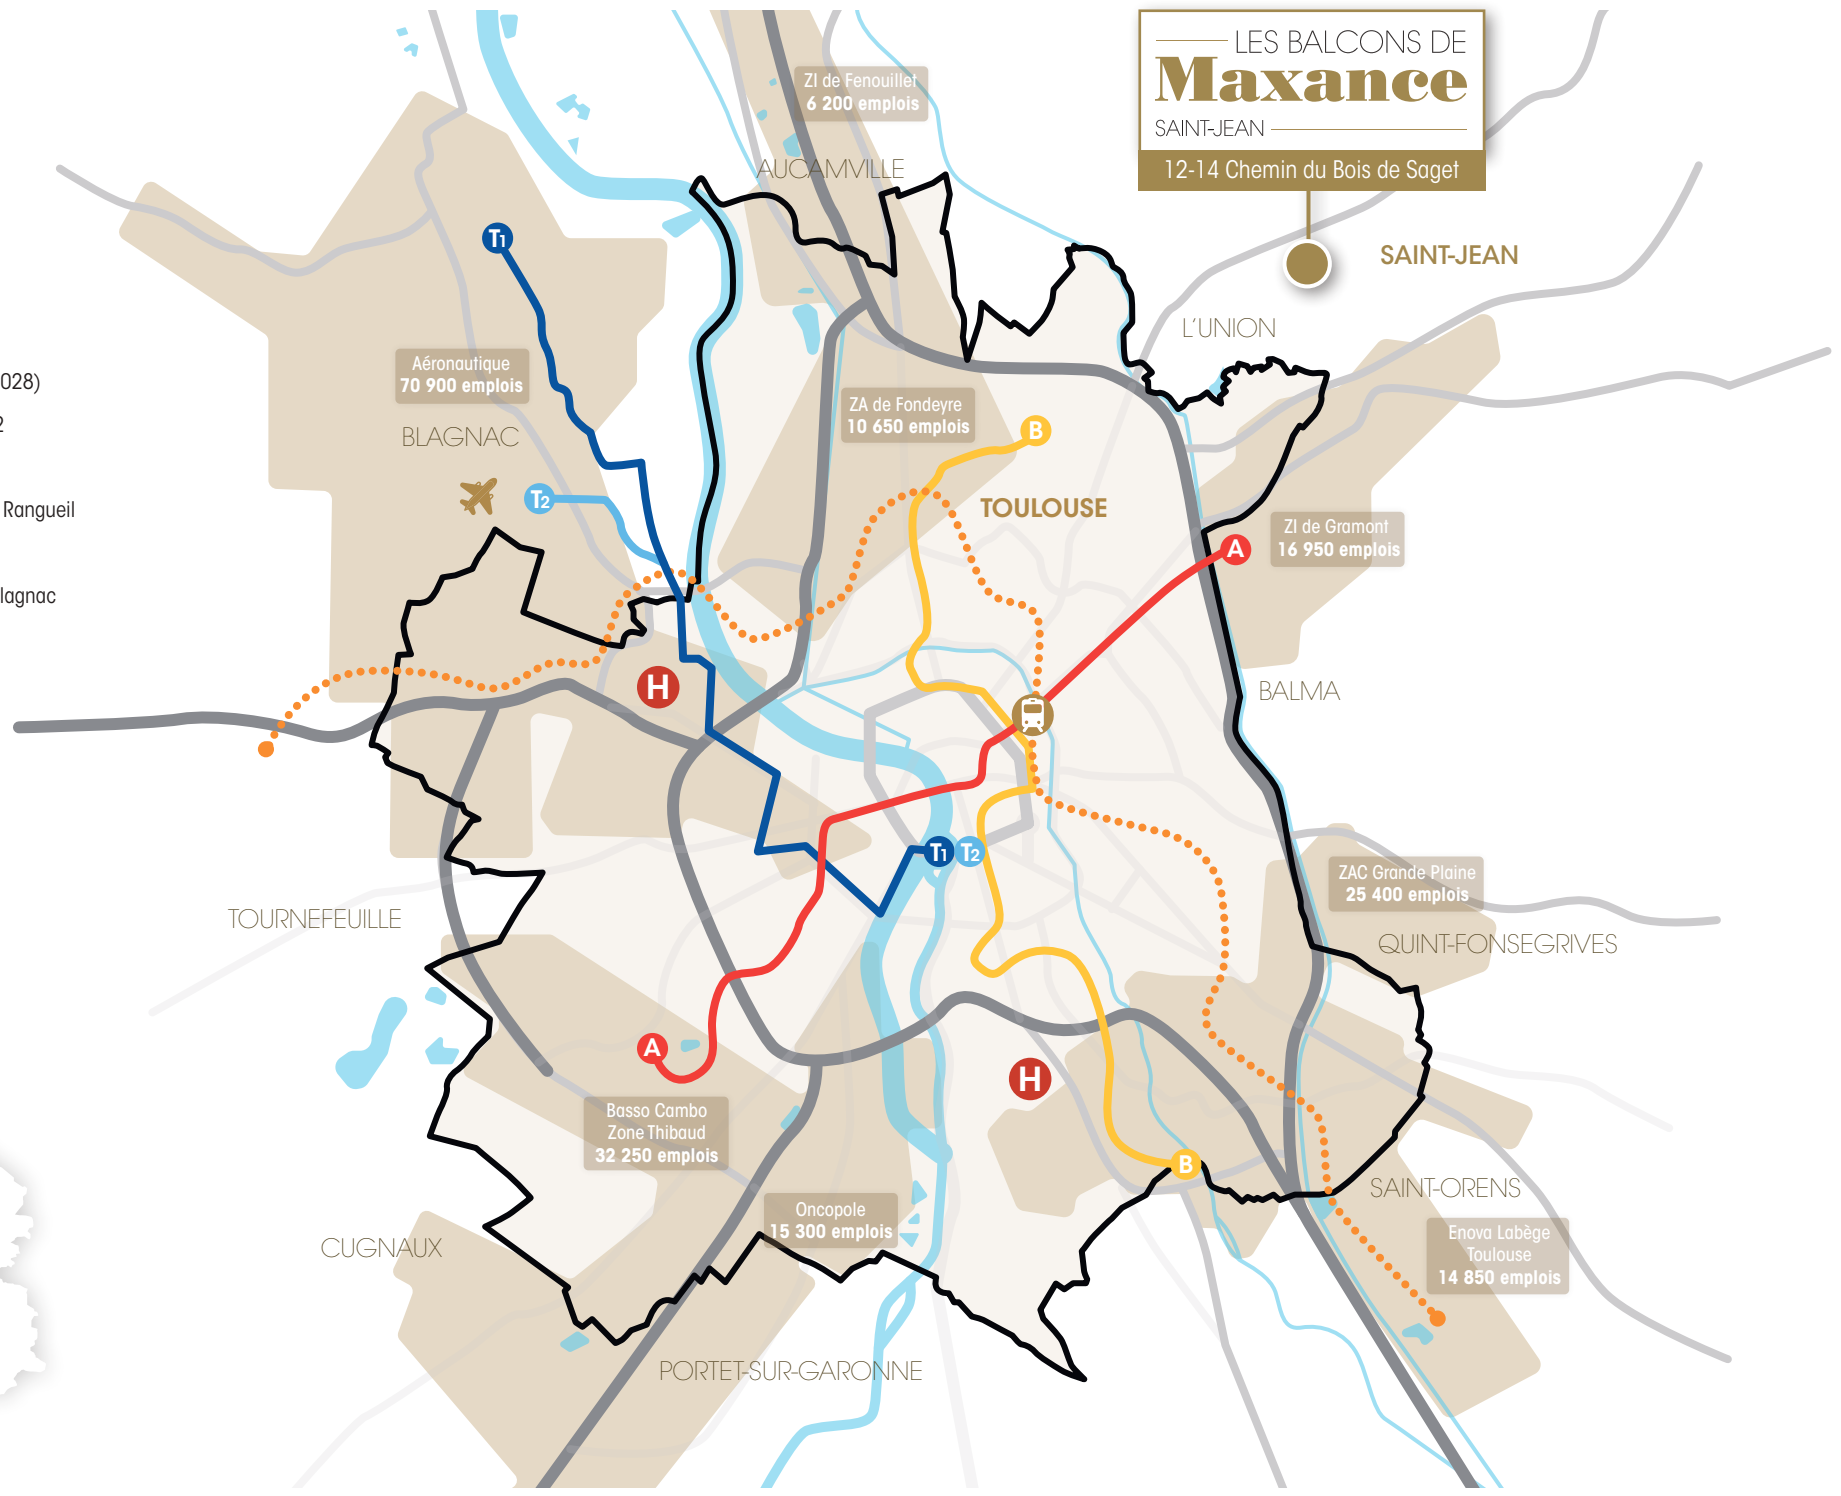 LES BALCONS DE
Maxance
SAINT-JEAN
12-14 Chemin du Bois de Saget
SAINT-JEAN
ZI de Fenouillet
6 200 emplois
AUCAMVILLE
T1
L'UNION
Aéronautique
70 900 emplois
028)
ZA de Fondeyre
10 650 emplois
2
B
BLAGNAC
T2
TOULOUSE
Rangueil
ZI de Gramont
16 950 emplois
A
lagnac
H
BALMA
T1
T2
ZAC Grande Plaine
25 400 emplois
TOURNEFEUILLE
QUINT-FONSEGRIVES
A
H
Basso Cambo
Zone Thibaud
32 250 emplois
B
SAINT-ORENS
Oncopole
15 300 emplois
CUGNAUX
Enova Labège
Toulouse
14 850 emplois
PORTET-SUR-GARONNE